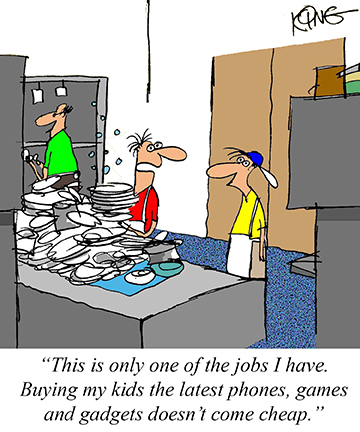 KING
“This is only one of the jobs I have.
Buying my kids the latest phones, games
and gadgets doesn’t come cheap.”